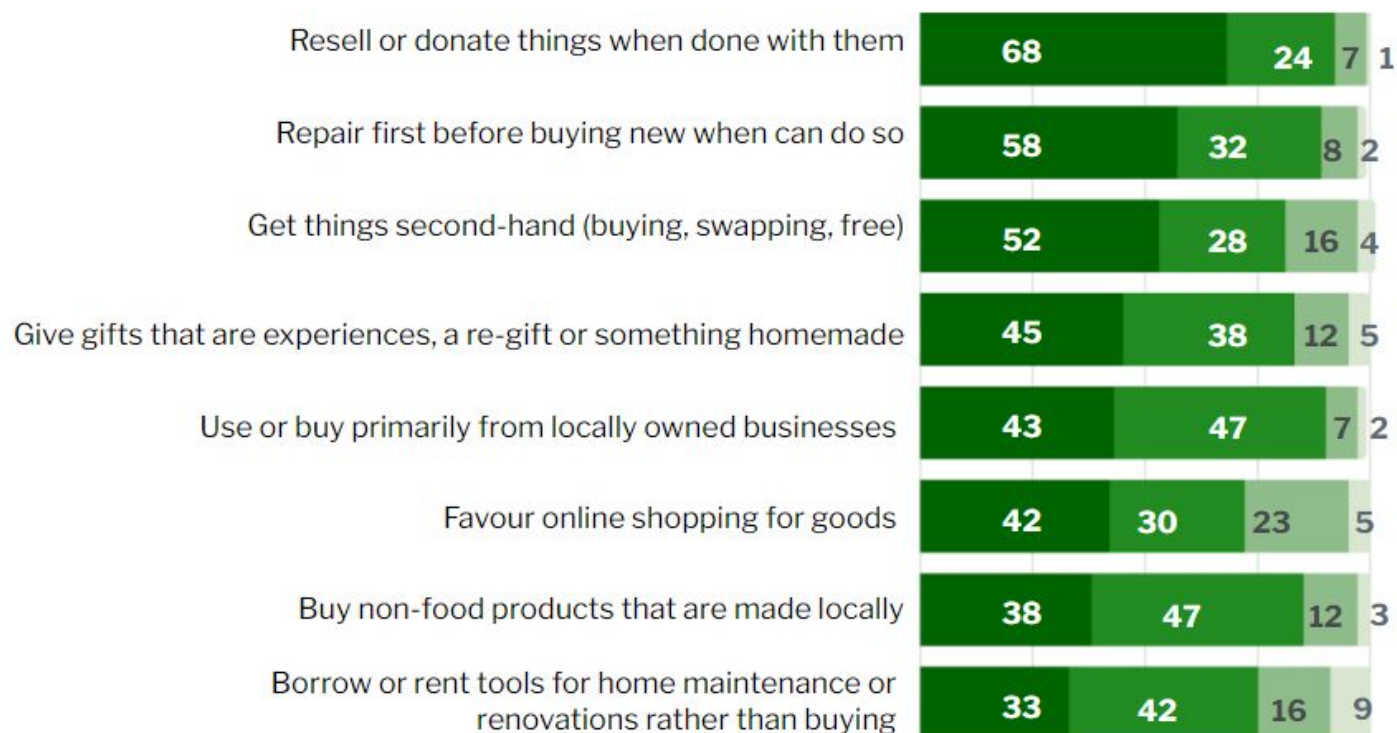 Resell or donate things when done with them 68 24 7 1
Repair first before buying new when can do so 58 32 8 2
Get things second-hand (buying, swapping, free) 52 28 16 4
Give gifts that are experiences, a re-gift or something homemade 45 38 12 5
Use or buy primarily from locally owned businesses 43 47 7 2
Favour online shopping for goods 42 30 23 5
Buy non-food products that are made locally 38 47 12 3
Borrow or rent tools for home maintenance or
renovations rather than buying 33 42 16 9